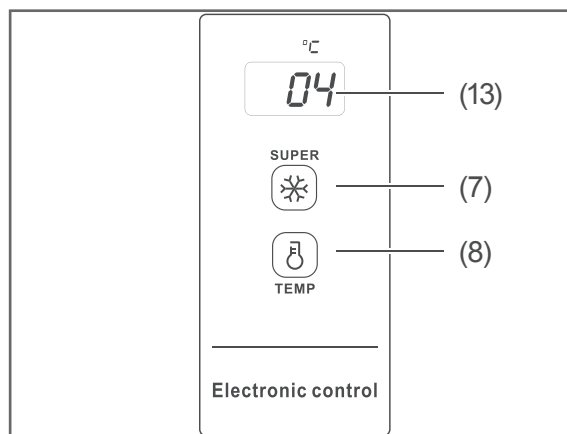 °C
04
(13)
SUPER
(7)
(8)
TEMP
Electronic control